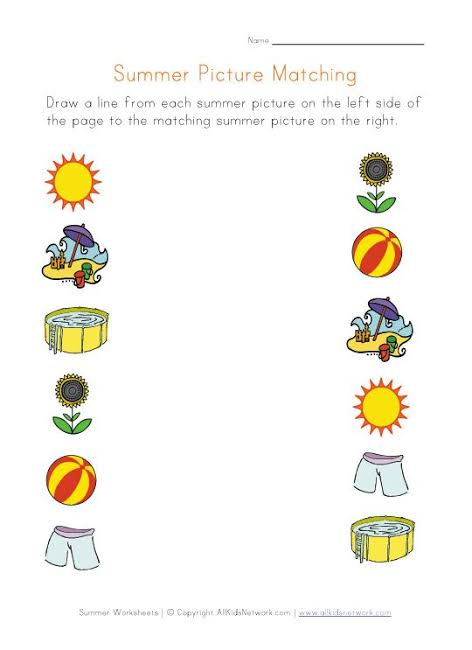 Name
Summer Picture Matching
Draw a line from each summer picture on the left side of
the page to the matching summer picture on the right.
Summer Worksheets | © Copyright AllKidsNetwork.com | www.allkidsnetwork.com